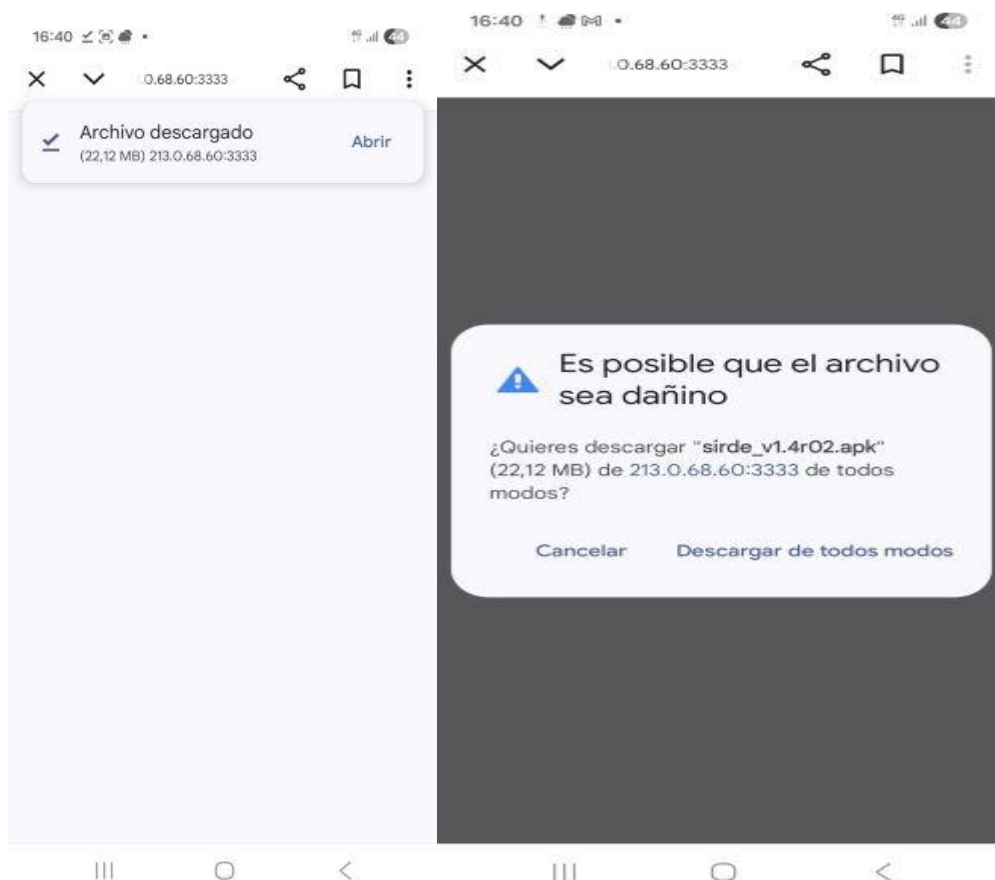 16:40
44
.0.68.60:3333
Archivo descargado
(22,12 MB) 213.0.68.60:3333
Abrir
16:40
44
.0.68.60:3333
Es posible que el archivo
sea dañino
¿Quieres descargar "sirde_v1.4r02.apk"
(22,12 MB) de 213.0.68.60:3333 de todos
modos?
Cancelar Descargar de todos modos